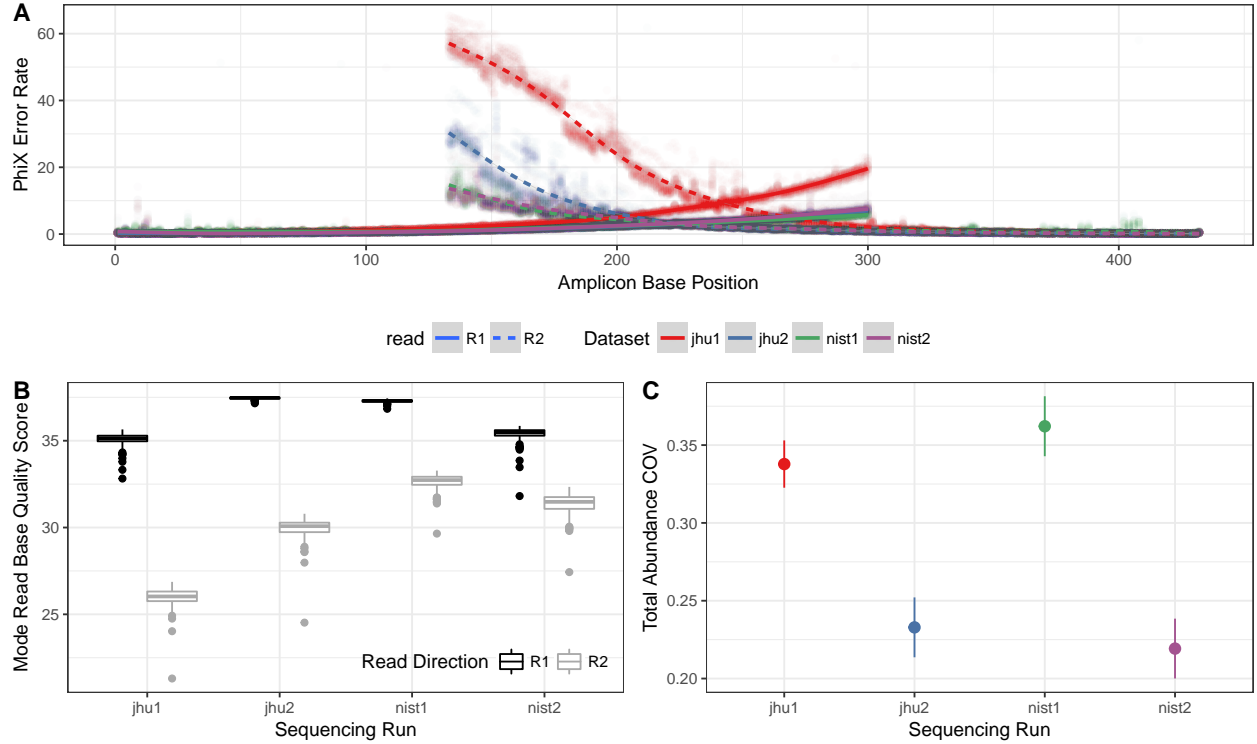 A
PhiX Error Rate
60
40
20
0
0 100 200 300 400
Amplicon Base Position
read R1 R2 Dataset jhu1 jhu2 nist1 nist2
B
Mode Read Base Quality Score
35
30
25
Read Direction R1 R2
jhu1 jhu2 nist1 nist2
Sequencing Run
C
Total Abundance COV
0.35
0.30
0.25
0.20
jhu1 jhu2 nist1 nist2
Sequencing Run